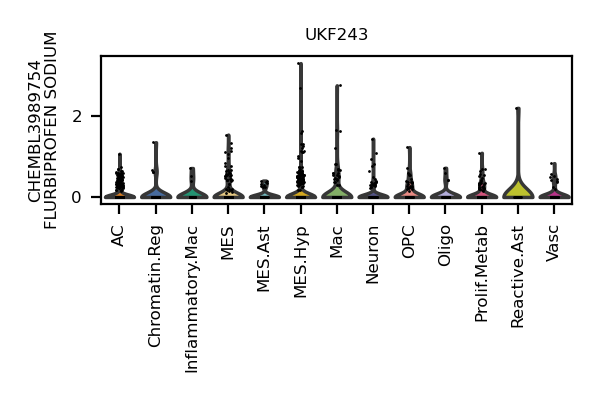 UKF243
CHEMBL3989754
FLURBIPROFEN SODIUM
2
0
AC
Chromatin.Reg
Inflammatory.Mac
MES
MES.Ast
MES.Hyp
Mac
Neuron
OPC
Oligo
Prolif.Metab
Reactive.Ast
Vasc